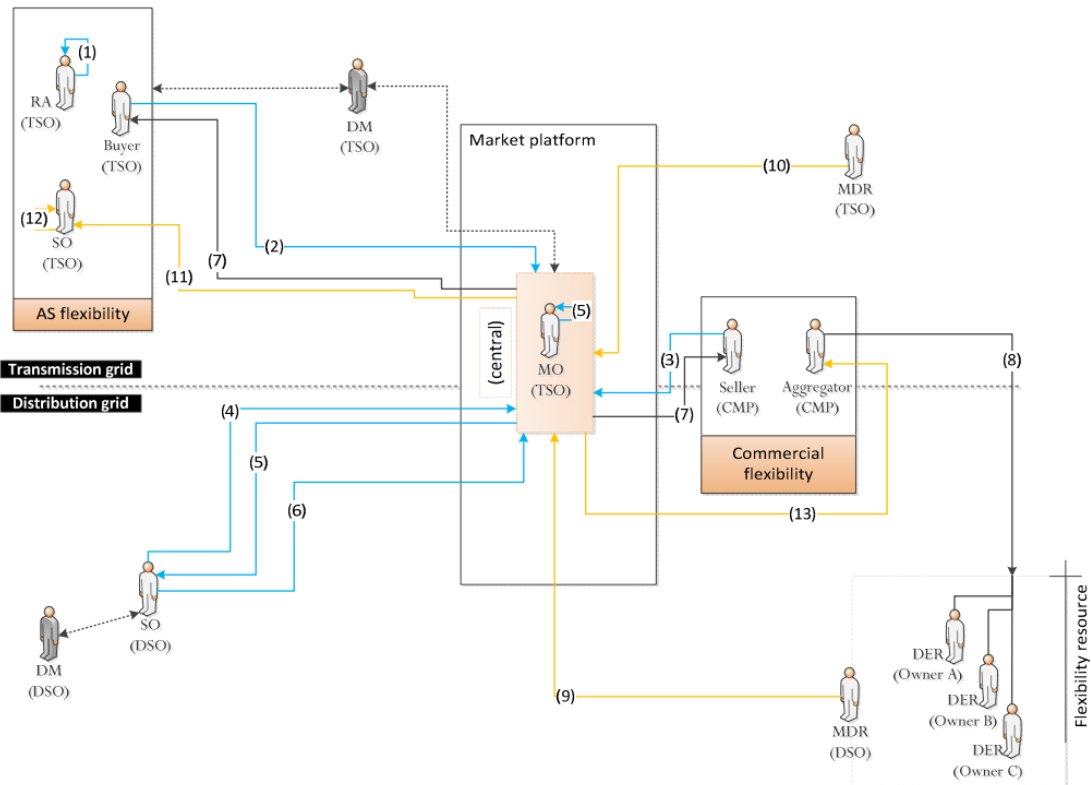 (1)
RA
(TSO)
Buyer
(TSO)
DM
(TSO)
Market platform
(10)
MDR
(TSO)
(12)
SO
(TSO)
(7)
(2)
(11)
AS flexibility
(central)
(5)
MO
(TSO)
(3)
Seller
(CMP)
Aggregator
(CMP)
(8)
Transmission grid
Distribution grid
(4)
(7)
(5)
Commercial
flexibility
(6)
(13)
SO
(DSO)
DM
(DSO)
(9)
MDR
(DSO)
DER
(Owner A)
DER
(Owner B)
DER
(Owner C)
Flexibility resource